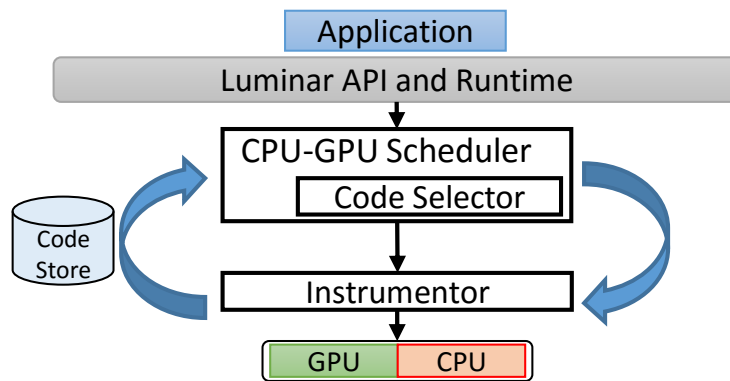 Application
Luminar API and Runtime
CPU-GPU Scheduler
Code Selector
Code
Store
Instrumentor
GPU CPU